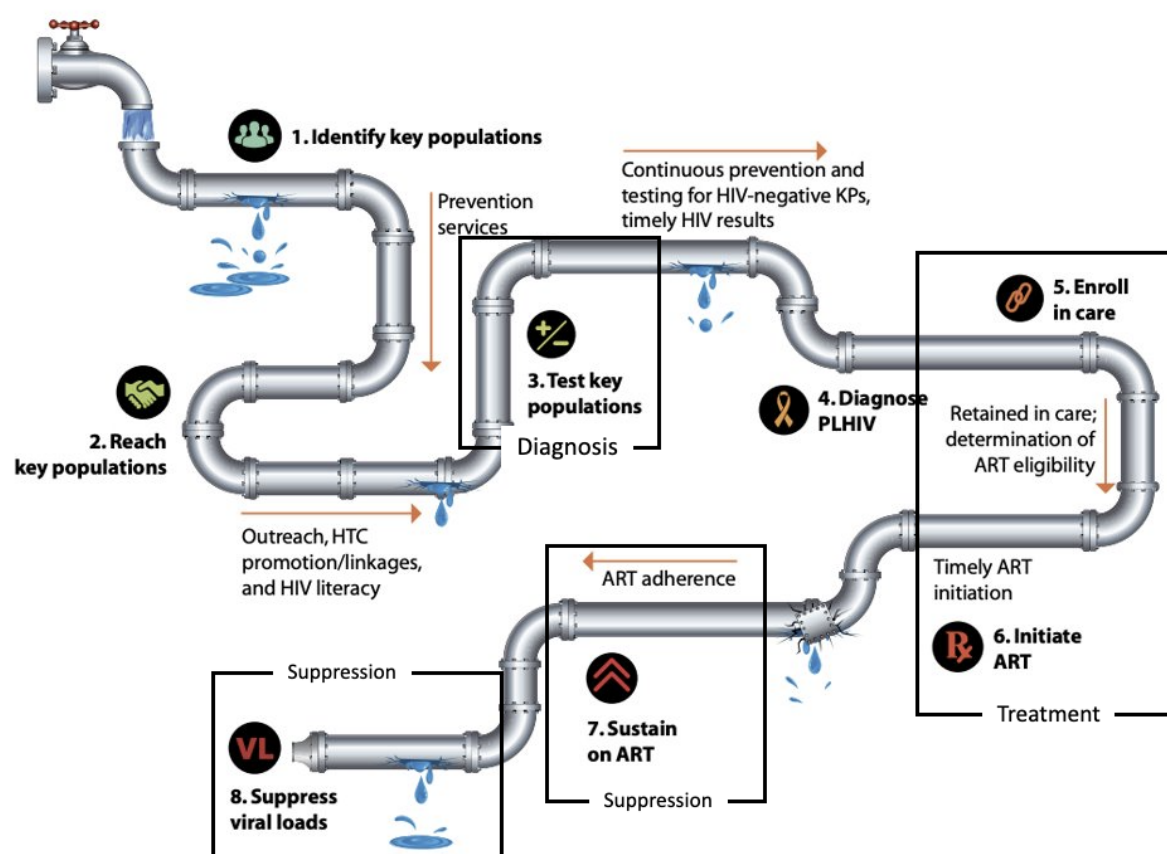 1. Identify key populations
Prevention
services
Continuous prevention and
testing for HIV-negative KPs,
timely HIV results
2. Reach
key populations
Outreach, HTC
promotion/linkages,
and HIV literacy
3. Test key
populations
Diagnosis
4. Diagnose
PLHIV
5. Enroll
in care
Retained in care;
determination of
ART eligibility
Timely ART
initiation
6. Initiate
ART
Rx
Treatment
ART adherence
7. Sustain
on ART
Suppression
Suppression
VL
8. Suppress
viral loads